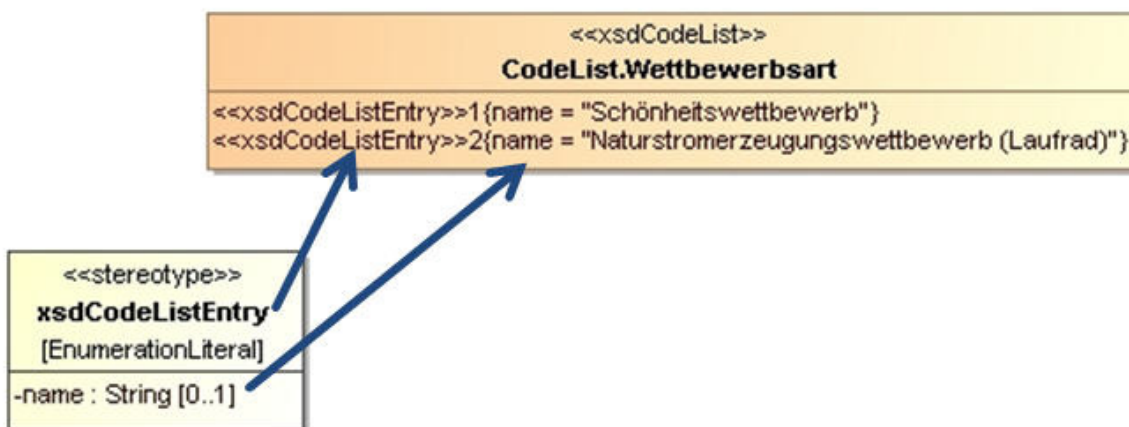 <<xsdCodeList>>
CodeList.Wettbewerbsart
<<xsdCodeListEntry>>1{name = "Schönheitswettbewerb"}
<<xsdCodeListEntry>>2{name = "Naturstromerzeugungswettbewerb (Laufrad)"}
<<stereotype>>
xsdCodeListEntry
[EnumerationLiteral]
-name : String [0..1]